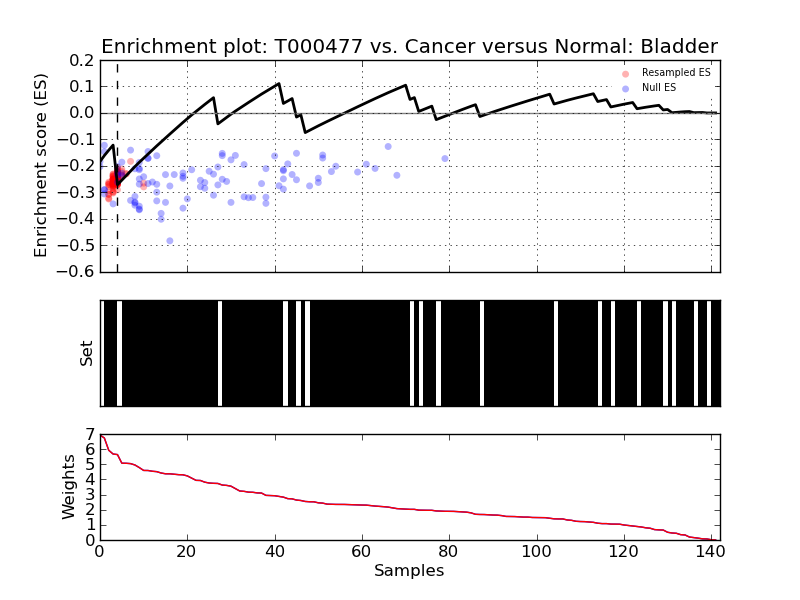 Enrichment plot: T000477 vs. Cancer versus Normal: Bladder
0.2
0.1
0.0
−0.1
−0.2
−0.3
−0.4
−0.5
−0.6
Enrichment score (ES)
Resampled ES
Null ES
Set
7
6
5
4
3
2
1
0
Weights
0 20 40 60 80 100 120 140
Samples